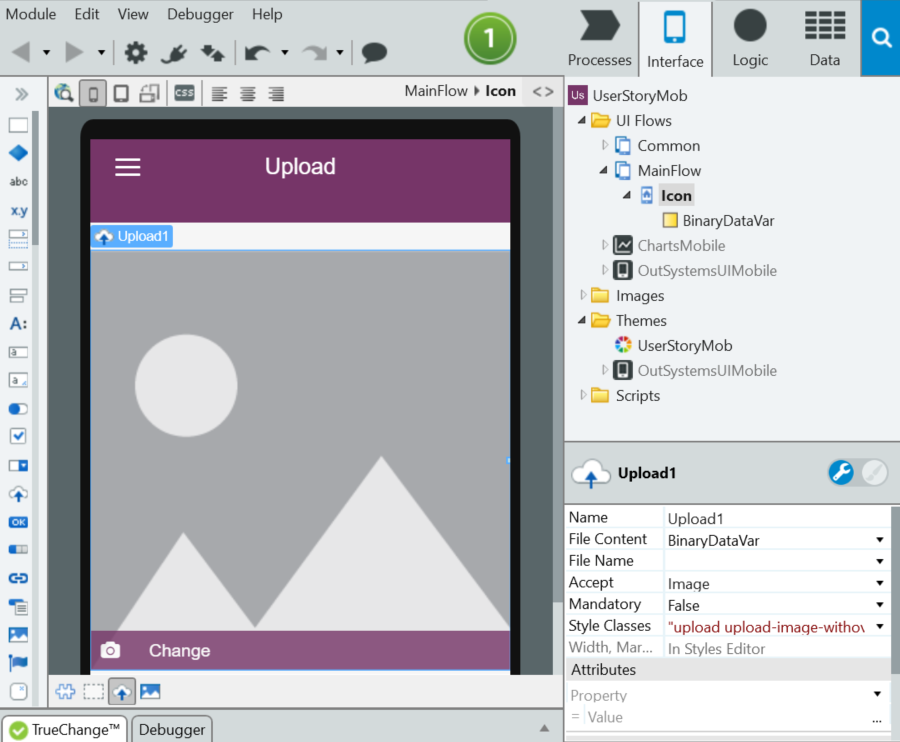 Module Edit View Debugger Help
1
Processes Interface Logic Data
CSS
MainFlow Icon <>
abc
x.y
A:
a
a
OK
Upload
Upload1
Change
Us UserStoryMob
UI Flows
Common
MainFlow
Icon
BinaryDataVar
ChartsMobile
OutSystemsUIMobile
Images
Themes
UserStoryMob
OutSystemsUIMobile
Scripts
Upload1
Name Upload1
File Content BinaryDataVar
File Name
Accept Image
Mandatory False
Style Classes "upload upload-image-withov
Width, Mar... In Styles Editor
Attributes
Property
= Value ...
TrueChange™ Debugger